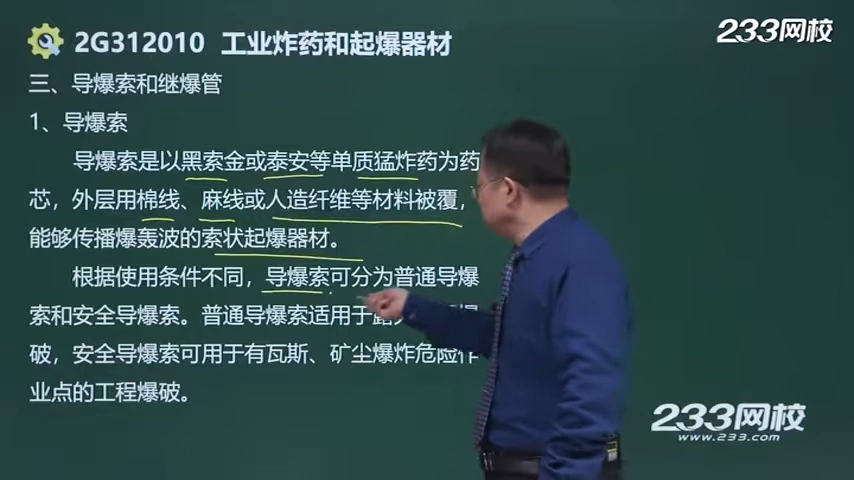 2G312010 工业炸药和起爆器材
233网校
三、导爆索和继爆管
1、导爆索
导爆索是以黑索金或泰安等单质猛炸药为药
芯，外层用棉线、麻线或人造纤维等材料被覆，
能够传播爆轰波的索状起爆器材。
根据使用条件不同，导爆索可分为普通导爆
索和安全导爆索。普通导爆索适用于露
破，安全导爆索可用于有瓦斯、矿尘爆炸危险作
业点的工程爆破。
233网校
www.233.com